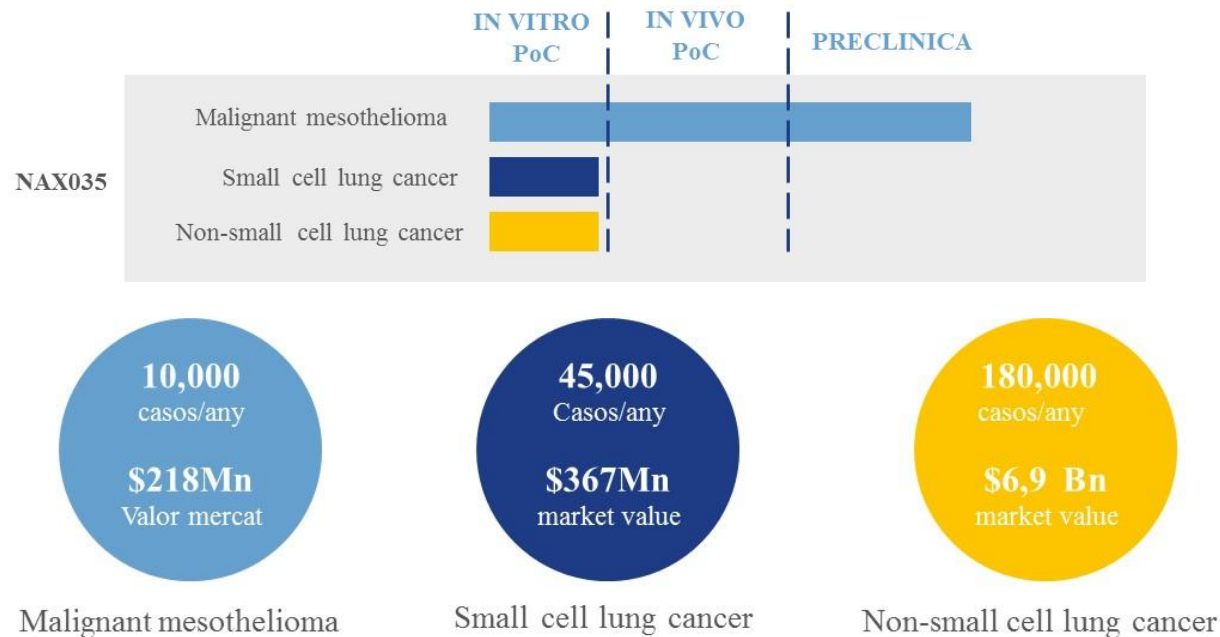 IN VITRO
PoC
IN VIVO
PoC
PRECLINICA
NAX035
Malignant mesothelioma
Small cell lung cancer
Non-small cell lung cancer
10,000
casos/any
$218Mn
Valor mercat
45,000
Casos/any
$367Mn
market value
180,000
casos/any
$6,9 Bn
market value
Malignant mesothelioma
Small cell lung cancer
Non-small cell lung cancer